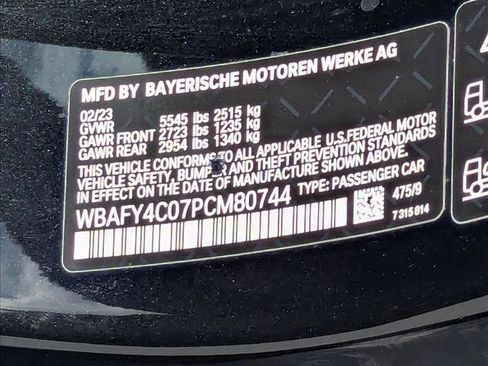 MFD BY BAYERISCHE MOTOREN WERKE AG
02/23
GVWR 5545 lbs 2515 kg
GAWR FRONT 2723 lbs 1235 kg
GAWR REAR 2954 lbs 1340 kg
THIS VEHICLE CONFORMS TO ALL APPLICABLE U.S.FEDERAL MOTOR
VEHICLE SAFETY, BUMPER AND THEFT PREVENTION STANDARDS
IN EFFECT ON THE DATE OF MANUFACTURE SHOWN ABOVE.
WBAFY4C07PCM80744 TYPE: PASSENGER CAR
475/9
7 315 814